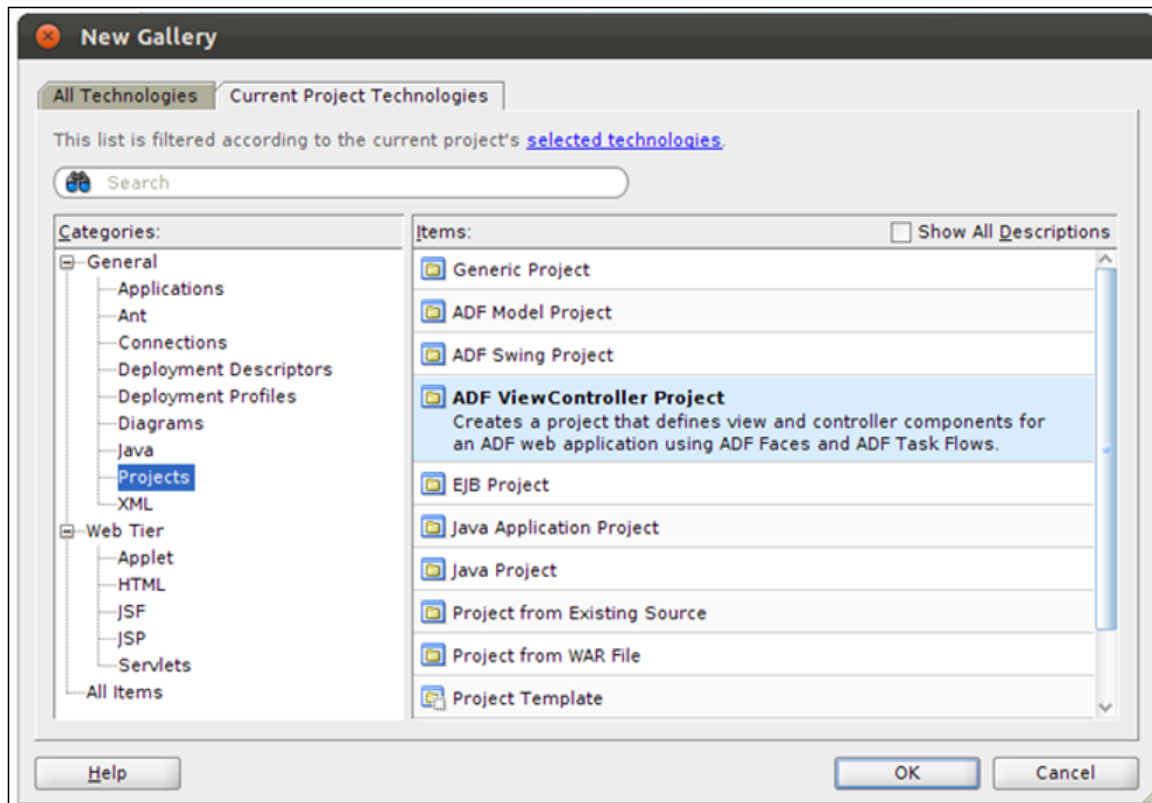 New Gallery
All Technologies
Current Project Technologies
This list is filtered according to the current project's selected technologies.
Search
Categories:
General
Applications
Ant
Connections
Deployment Descriptors
Deployment Profiles
Diagrams
Java
Projects
XML
Web Tier
Applet
HTML
JSF
JSP
Servlets
All Items
Items:
Show All Descriptions
Generic Project
ADF Model Project
ADF Swing Project
ADF ViewController Project
Creates a project that defines view and controller components for
an ADF web application using ADF Faces and ADF Task Flows.
EJB Project
Java Application Project
Java Project
Project from Existing Source
Project from WAR File
Project Template
Help
OK
Cancel